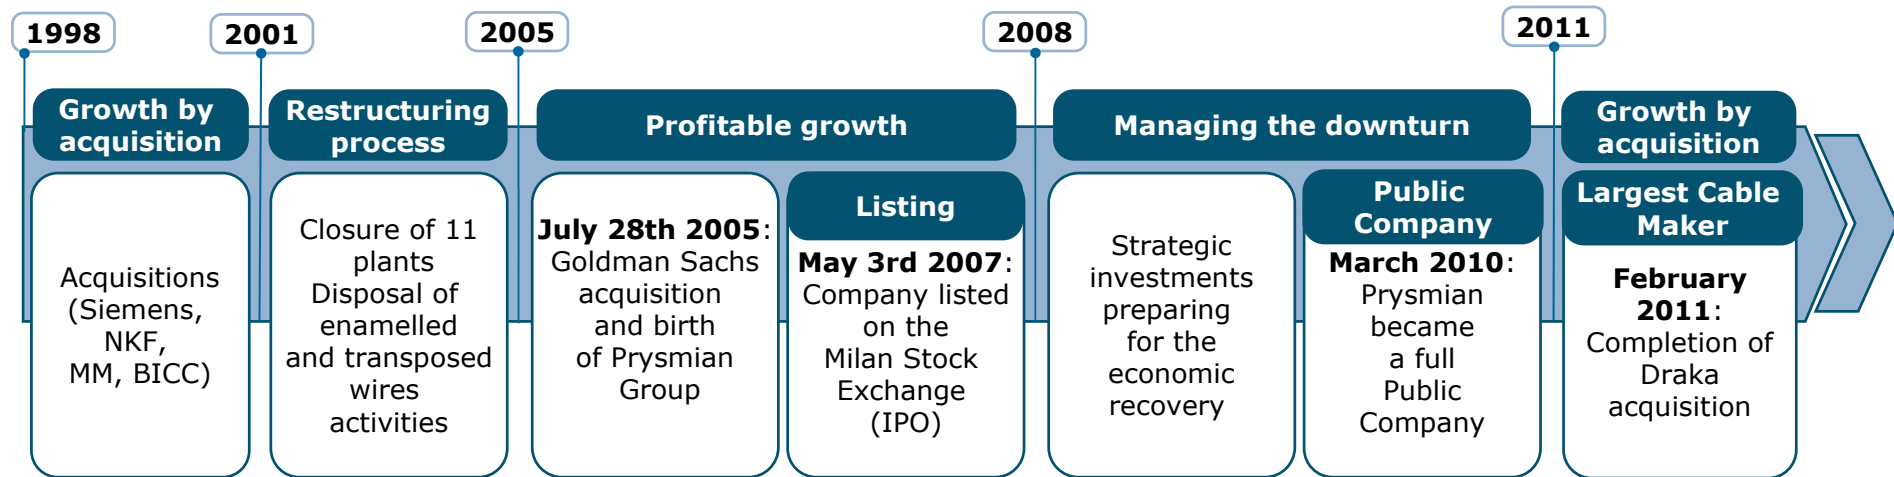 1998
2001
2005
2008
2011
Growth by
acquisition
Restructuring
process
Profitable growth
Managing the downturn
Growth by
acquisition
Acquisitions
(Siemens,
NKF,
MM, BICC)
Closure of 11
plants
Disposal of
enamelled
and transposed
wires
activities
July 28th 2005:
Goldman Sachs
acquisition
and birth
of Prysmian
Group
Listing
May 3rd 2007:
Company listed
on the
Milan Stock
Exchange
(IPO)
Strategic
investments
preparing
for the
economic
recovery
Public
Company
March 2010:
Prysmian
became
a full
Public
Company
Largest Cable
Maker
February
2011:
Completion of
Draka
acquisition